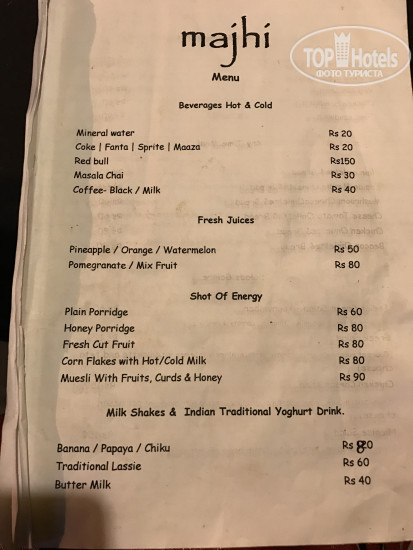 majhi
TOP Hotels
ФОТО ТУРИСТА
Menu
Beverages Hot & Cold
Mineral water Rs 20
Coke | Fanta | Sprite | Maaza Rs 20
Red bull Rs150
Masala Chai Rs 30
Coffee- Black / Milk Rs 40
Fresh Juices
Pineapple / Orange / Watermelon Rs 50
Pomegranate / Mix Fruit Rs 80
Shot Of Energy
Plain Porridge Rs 60
Honey Porridge Rs 80
Fresh Cut Fruit Rs 80
Corn Flakes with Hot/Cold Milk Rs 80
Muesli With Fruits, Curds & Honey Rs 90
Milk Shakes & Indian Traditional Yoghurt Drink.
Banana / Papaya / Chiku Rs 80
Traditional Lassie Rs 60
Butter Milk Rs 40